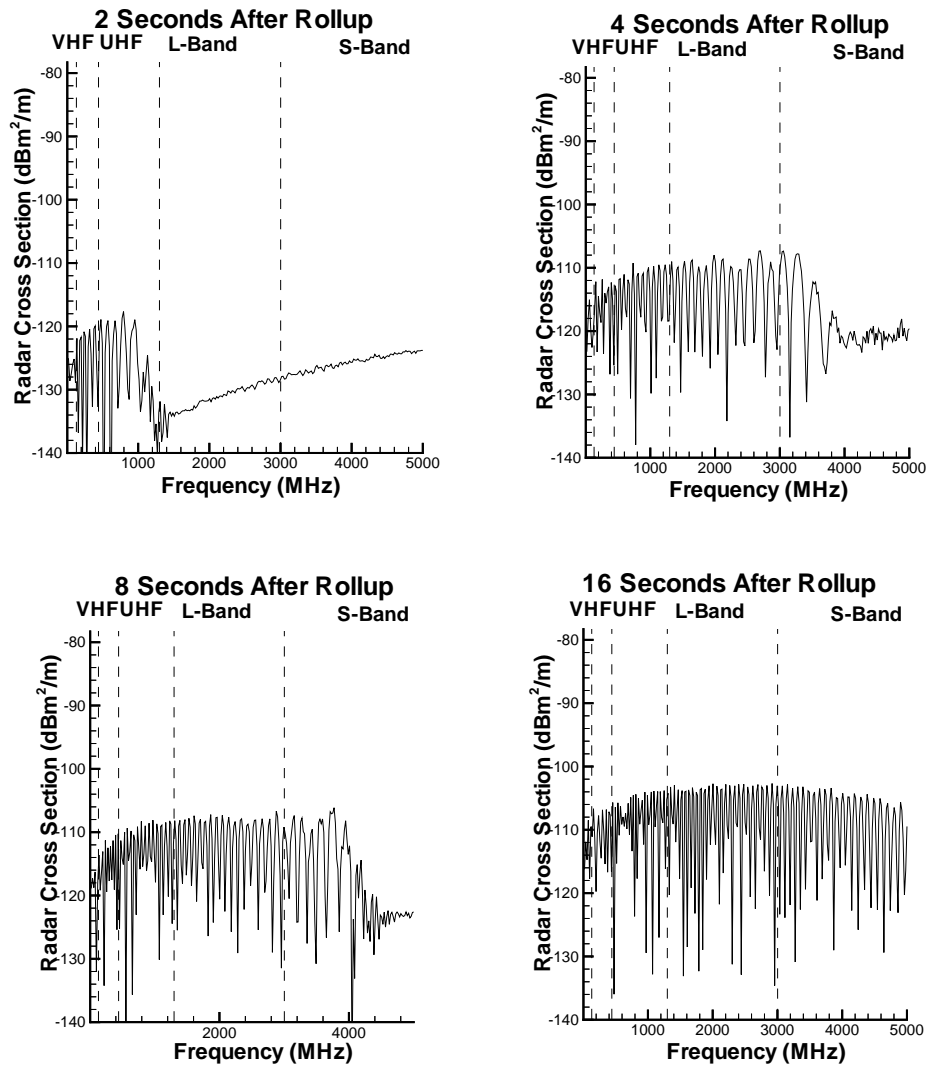 2 Seconds After Rollup
VHF UHF L-Band S-Band
-80
-90
-100
-110
-120
-130
-140
Radar Cross Section (dBm²/m)
1000 2000 3000 4000 5000
Frequency (MHz)
4 Seconds After Rollup
VHFUHF L-Band S-Band
-80
-90
-100
-110
-120
-130
-140
Radar Cross Section (dBm²/m)
1000 2000 3000 4000 5000
Frequency (MHz)
8 Seconds After Rollup
VHFUHF L-Band S-Band
-80
-90
-100
-110
-120
-130
-140
Radar Cross Section (dBm²/m)
2000 4000
Frequency (MHz)
16 Seconds After Rollup
VHFUHF L-Band S-Band
-80
-90
-100
-110
-120
-130
-140
Radar Cross Section (dBm²/m)
1000 2000 3000 4000 5000
Frequency (MHz)